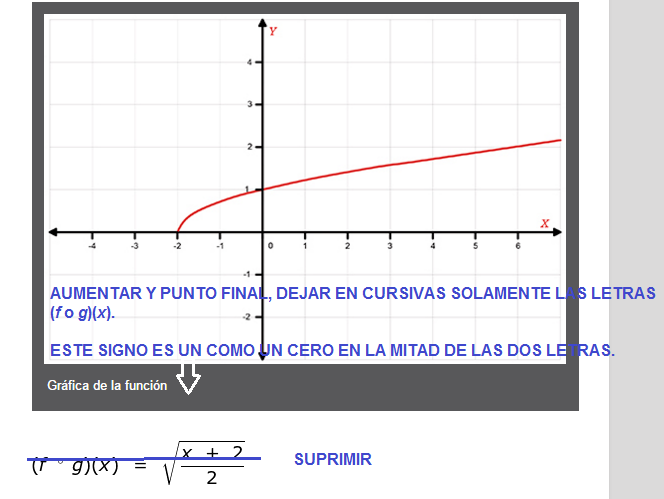 Y
4
3
2
1
X
-4 -3 -2 -1 0 1 2 3 4 5 6
-1
AUMENTAR Y PUNTO FINAL, DEJAR EN CURSIVAS SOLAMENTE LAS LETRAS
(f o g)(x).
-2
ESTE SIGNO ES UN COMO UN CERO EN LA MITAD DE LAS DOS LETRAS.
Gráfica de la función
(f ∘ g)(x) = √((x + 2)/2)
SUPRIMIR